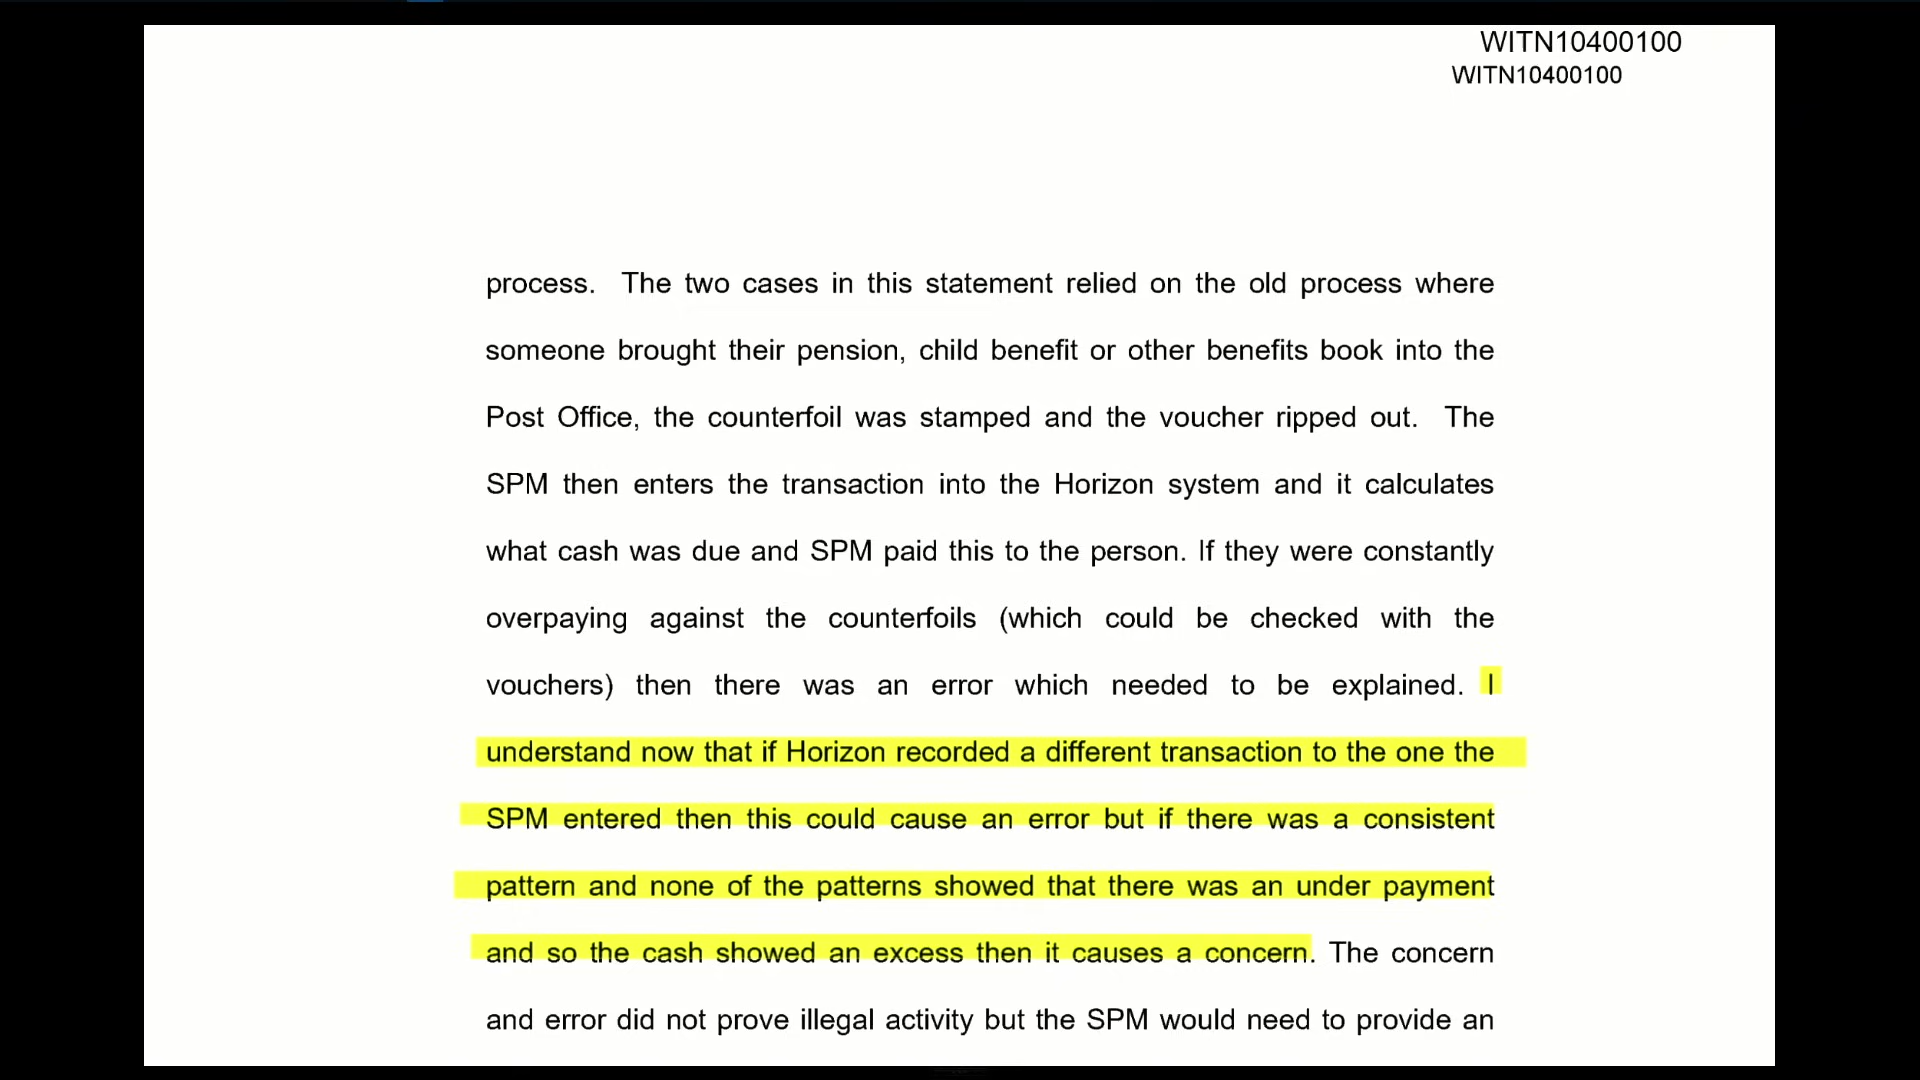 WITN10400100
WITN10400100
process. The two cases in this statement relied on the old process where
someone brought their pension, child benefit or other benefits book into the
Post Office, the counterfoil was stamped and the voucher ripped out. The
SPM then enters the transaction into the Horizon system and it calculates
what cash was due and SPM paid this to the person. If they were constantly
overpaying against the counterfoils (which could be checked with the
vouchers) then there was an error which needed to be explained. I
understand now that if Horizon recorded a different transaction to the one the
SPM entered then this could cause an error but if there was a consistent
pattern and none of the patterns showed that there was an under payment
and so the cash showed an excess then it causes a concern. The concern
and error did not prove illegal activity but the SPM would need to provide an